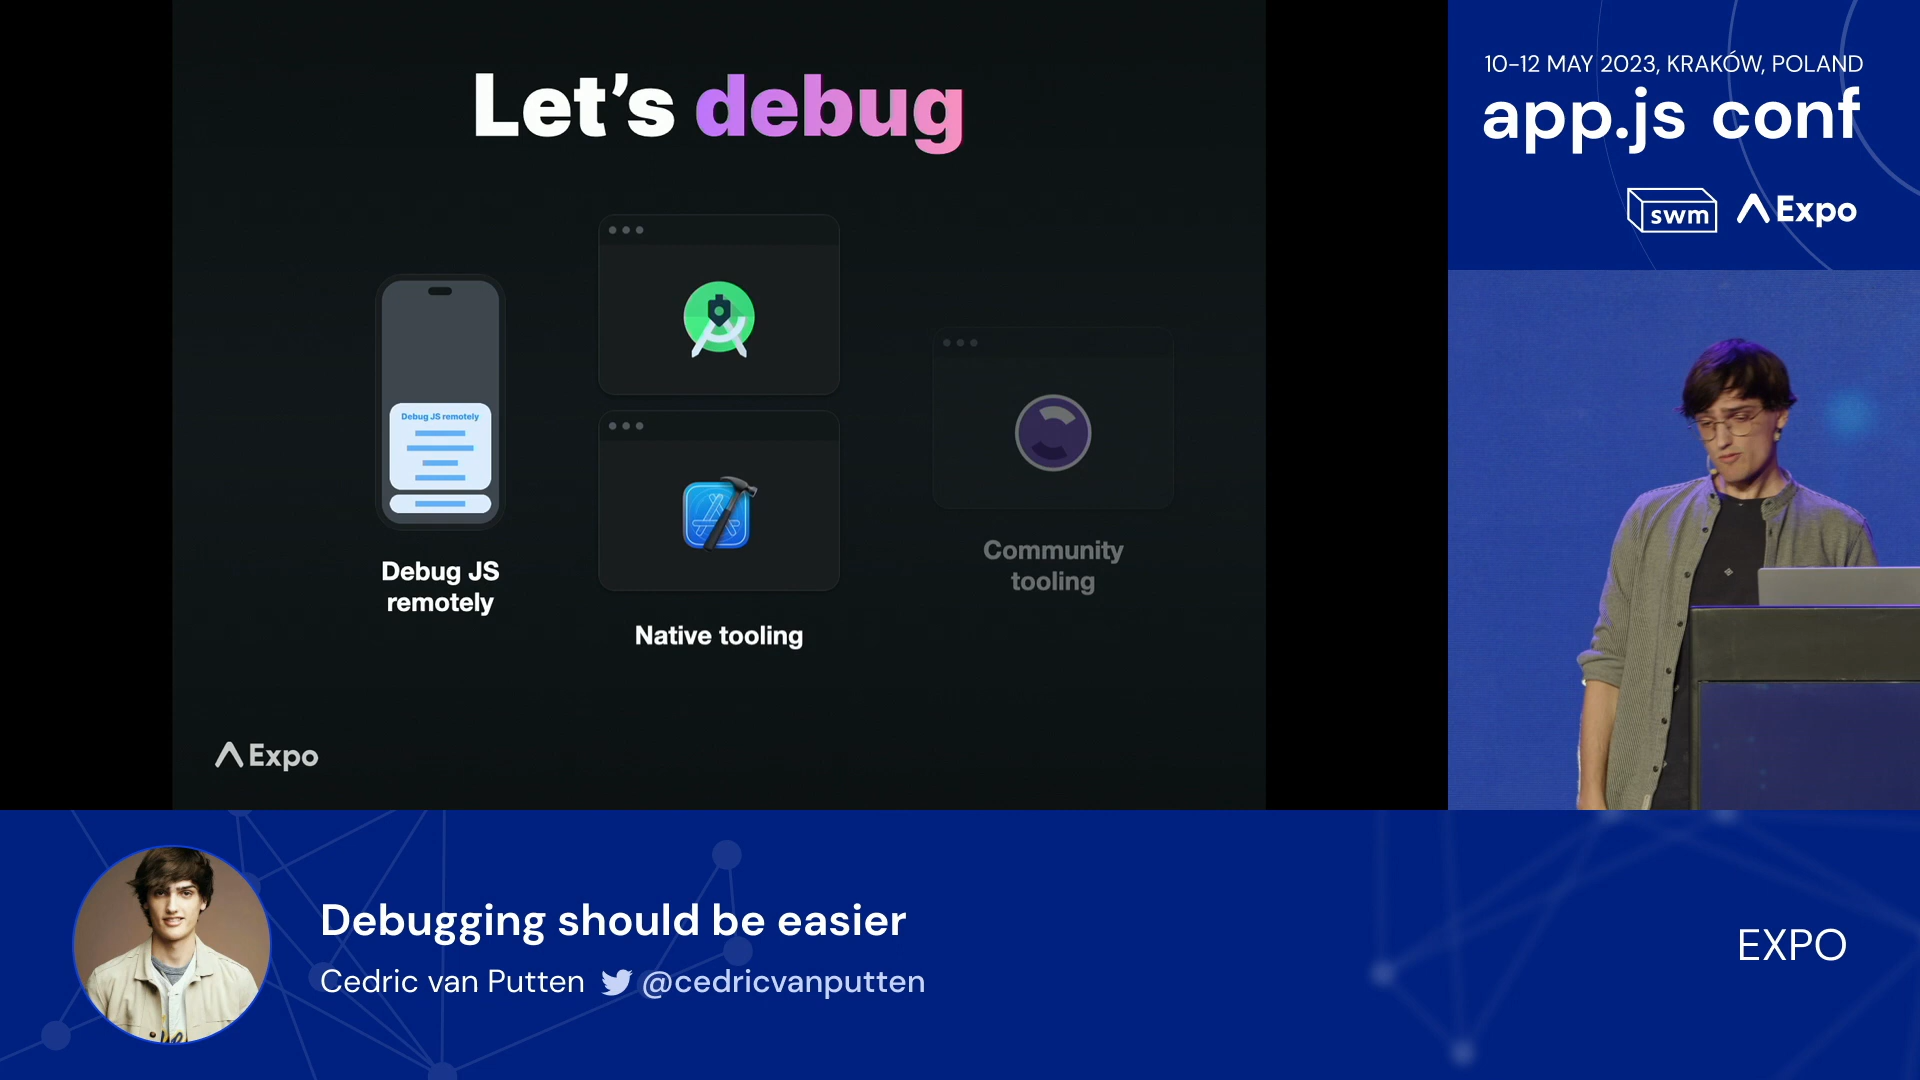 Let's debug
Debug JS remotely
Debug JS
remotely
Native tooling
Community
tooling
Expo
10–12 MAY 2023, KRAKÓW, POLAND
app.js conf
swm
Expo
Debugging should be easier
Cedric van Putten @cedricvanputten
EXPO